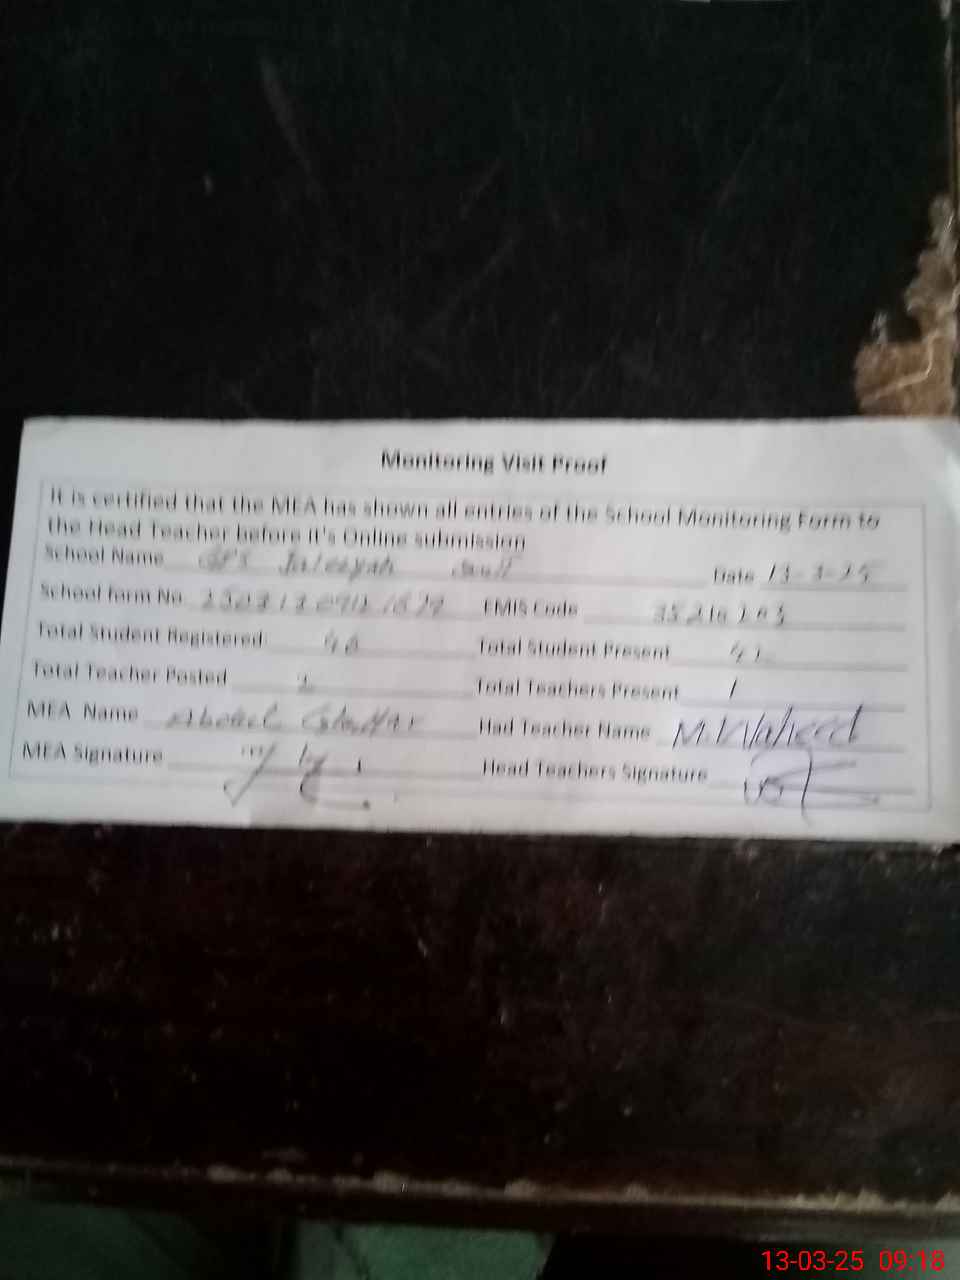 Monitoring Visit Proof
It is certified that the MEA has shown all entries of the School Monitoring Form to
the Head Teacher before it's Online submission
School Name GPS Date 13-3-25
School form No. EMIS Code
Total Student Registered Total Student Present
Total Teacher Posted 2 Total Teachers Present 1
MEA Name Abdul Had Teacher Name M. Waheed
MEA Signature Head Teachers Signature
13-03-25 09:18